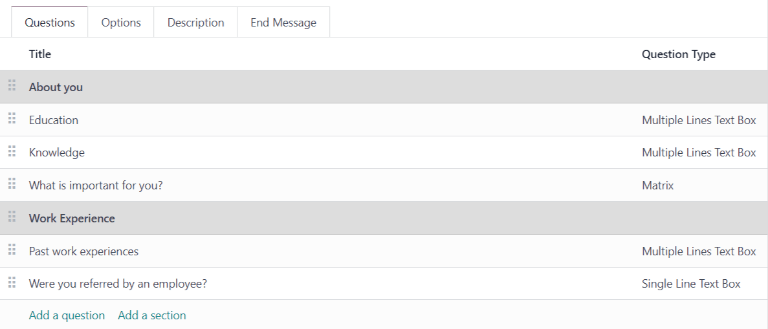 Questions Options Description End Message
Title Question Type
About you
Education Multiple Lines Text Box
Knowledge Multiple Lines Text Box
What is important for you? Matrix
Work Experience
Past work experiences Multiple Lines Text Box
Were you referred by an employee? Single Line Text Box
Add a question Add a section